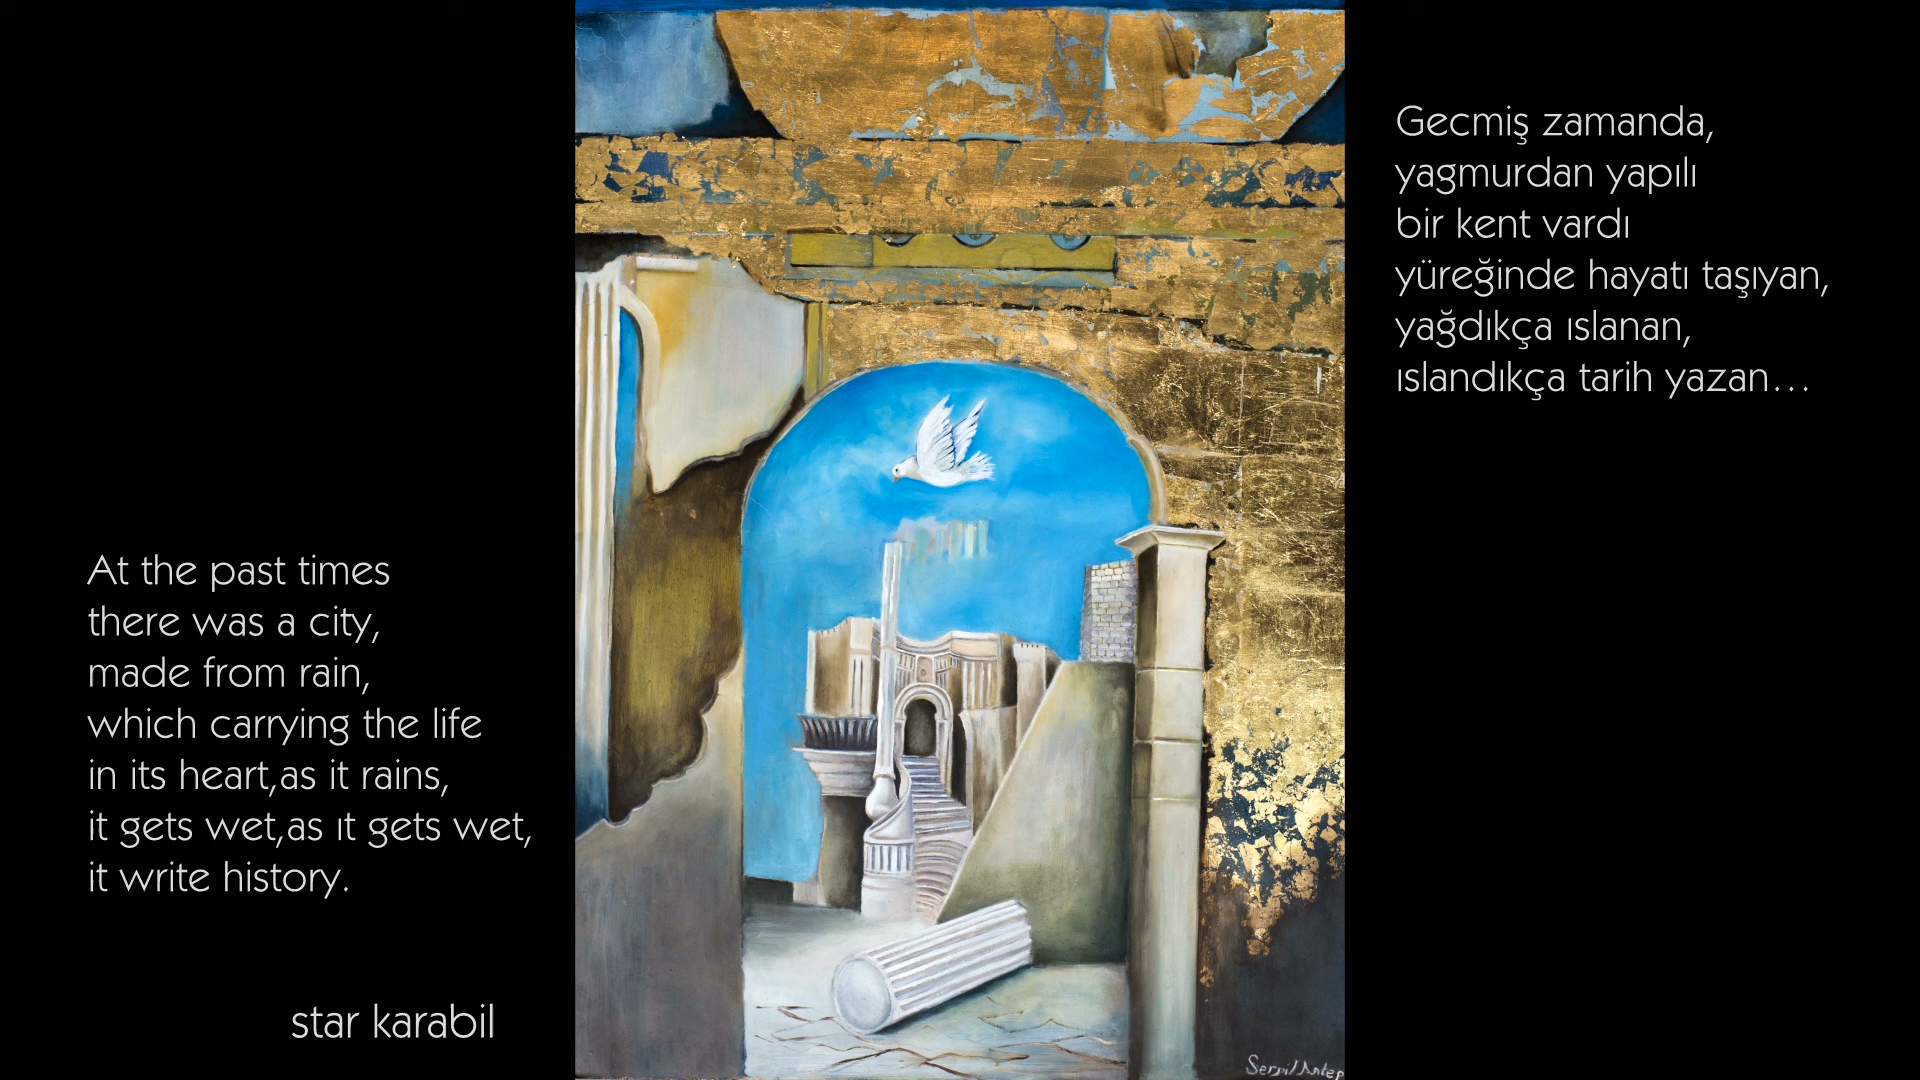 At the past times
there was a city,
made from rain,
which carrying the life
in its heart,as it rains,
it gets wet,as ıt gets wet,
it write history.
star karabil
Gecmiş zamanda,
yagmurdan yapılı
bir kent vardı
yüreğinde hayatı taşıyan,
yağdıkça ıslanan,
ıslandıkça tarih yazan...
Serpil Antep